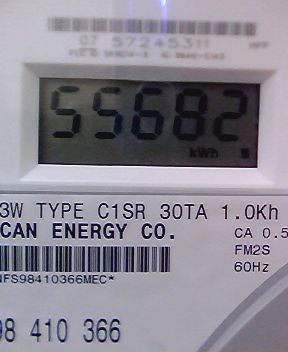 07 57245311
55682
kWh
3W TYPE C1SR 30TA 1.0Kh
CAN ENERGY CO. CA 0.5
FM2S
60Hz
NFS98410366MEC*
98 410 366